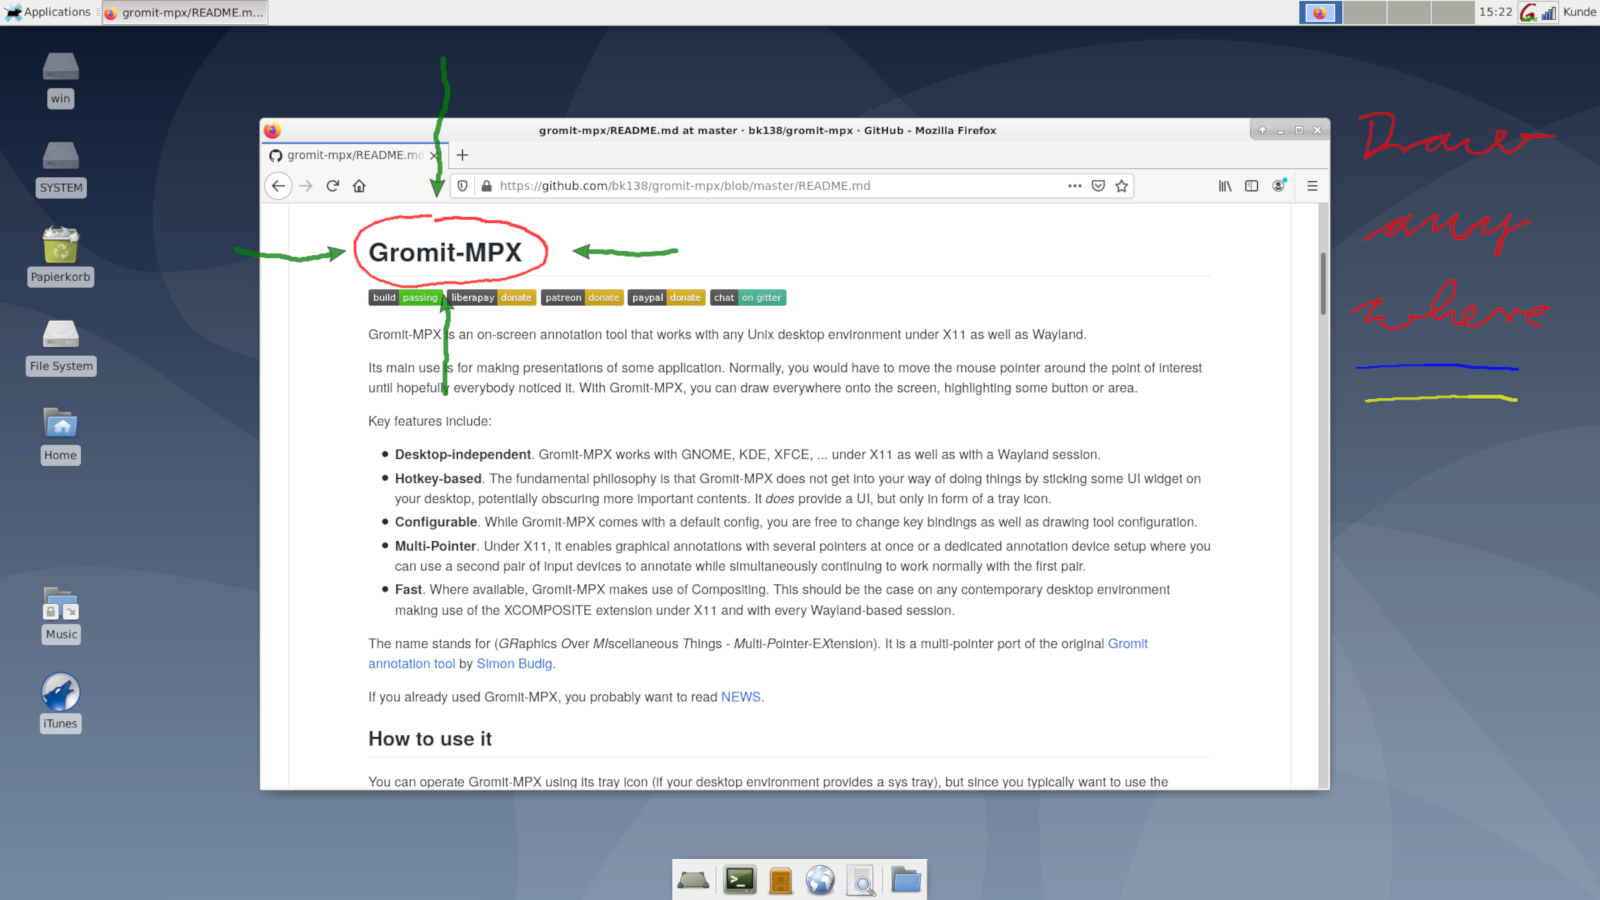 Applications
gromit-mpx/README.m...
15:22
Kunde
win
SYSTEM
Papierkorb
File System
Home
Music
iTunes
gromit-mpx/README.md at master · bk138/gromit-mpx · GitHub - Mozilla Firefox
gromit-mpx/README.md
https://github.com/bk138/gromit-mpx/blob/master/README.md
Gromit-MPX
build passing liberapay donate patreon donate paypal donate chat on gitter
Gromit-MPX is an on-screen annotation tool that works with any Unix desktop environment under X11 as well as Wayland.
Its main use is for making presentations of some application. Normally, you would have to move the mouse pointer around the point of interest
until hopefully everybody noticed it. With Gromit-MPX, you can draw everywhere onto the screen, highlighting some button or area.
Key features include:
• Desktop-independent. Gromit-MPX works with GNOME, KDE, XFCE, ... under X11 as well as with a Wayland session.
• Hotkey-based. The fundamental philosophy is that Gromit-MPX does not get into your way of doing things by sticking some UI widget on
your desktop, potentially obscuring more important contents. It does provide a UI, but only in form of a tray icon.
• Configurable. While Gromit-MPX comes with a default config, you are free to change key bindings as well as drawing tool configuration.
• Multi-Pointer. Under X11, it enables graphical annotations with several pointers at once or a dedicated annotation device setup where you
can use a second pair of input devices to annotate while simultaneously continuing to work normally with the first pair.
• Fast. Where available, Gromit-MPX makes use of Compositing. This should be the case on any contemporary desktop environment
making use of the XCOMPOSITE extension under X11 and with every Wayland-based session.
The name stands for (GRaphics Over MIscellaneous Things - Multi-Pointer-EXtension). It is a multi-pointer port of the original Gromit
annotation tool by Simon Budig.
If you already used Gromit-MPX, you probably want to read NEWS.
How to use it
You can operate Gromit-MPX using its tray icon (if your desktop environment provides a sys tray), but since you typically want to use the
Draw
any
where